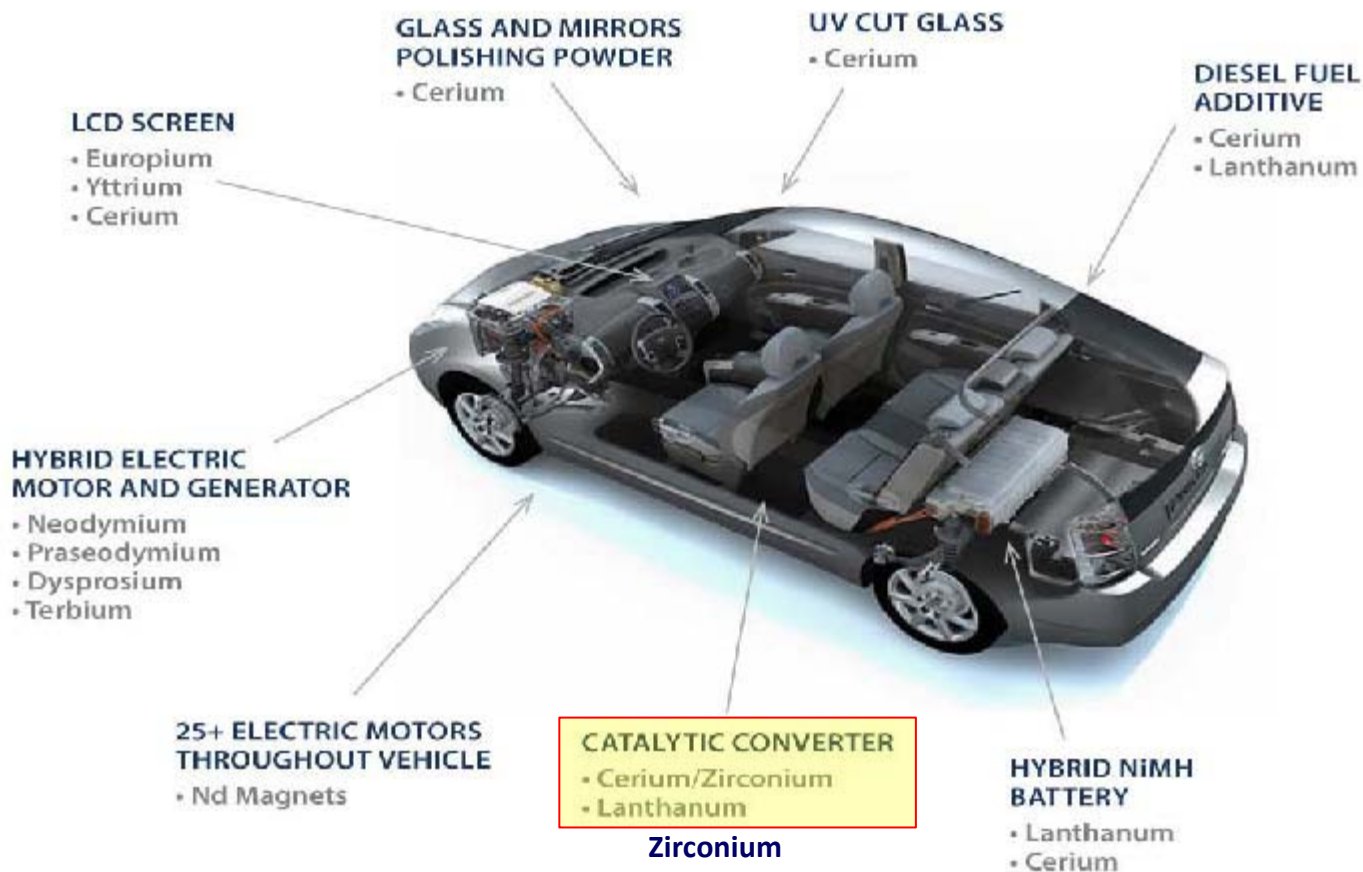 GLASS AND MIRRORS
POLISHING POWDER
• Cerium
UV CUT GLASS
• Cerium
DIESEL FUEL
ADDITIVE
• Cerium
• Lanthanum
LCD SCREEN
• Europium
• Yttrium
• Cerium
HYBRID ELECTRIC
MOTOR AND GENERATOR
• Neodymium
• Praseodymium
• Dysprosium
• Terbium
25+ ELECTRIC MOTORS
THROUGHOUT VEHICLE
• Nd Magnets
CATALYTIC CONVERTER
• Cerium/Zirconium
• Lanthanum
Zirconium
HYBRID NiMH
BATTERY
• Lanthanum
• Cerium